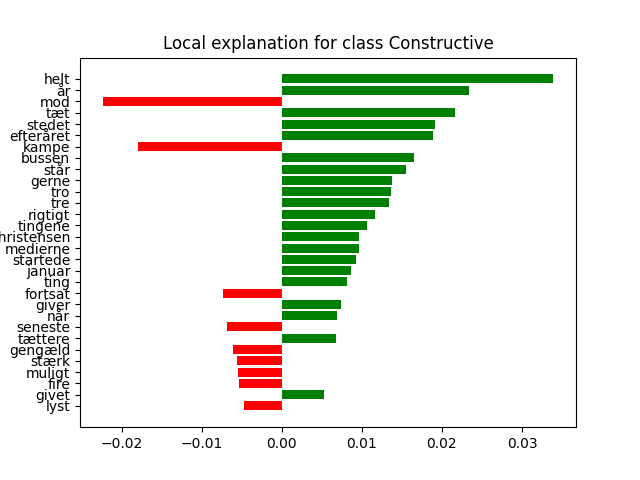 Local explanation for class Constructive
helt
år
mod
tæt
stedet
efteråret
kampe
bussen
står
gerne
tro
tre
rigtigt
tingene
hristensen
medierne
startede
januar
ting
fortsat
giver
når
seneste
tættere
gengæld
stærk
muligt
fire
givet
lyst
−0.02 −0.01 0.00 0.01 0.02 0.03